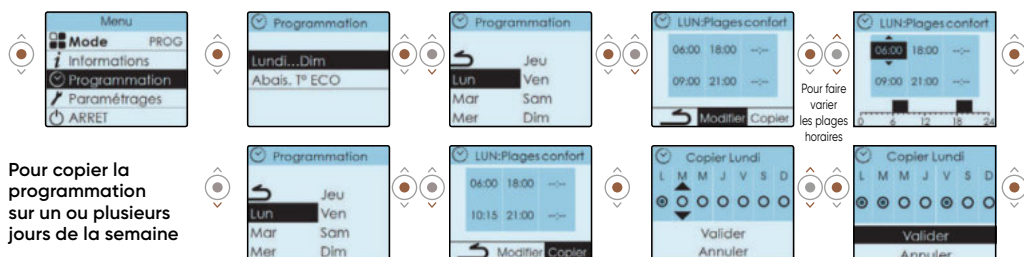 Menu
Mode PROG
Informations
Programmation
Paramétrages
ARRET
Programmation
Lundi...Dim
Abais. T° ECO
Programmation
Jeu
Lun Ven
Mar Sam
Mer Dim
LUN:Plages confort
06:00 18:00 --:--
09:00 21:00 --:--
Modifier Copier
Pour faire
varier
les plages
horaires
LUN:Plages confort
06:00 18:00 --:--
09:00 21:00 --:--
0 6 12 18 24
Pour copier la
programmation
sur un ou plusieurs
jours de la semaine
Programmation
Jeu
Lun Ven
Mar Sam
Mer Dim
LUN:Plages confort
06:00 18:00 --:--
10:15 21:00 --:--
Modifier Copier
Copier Lundi
L M M J V S D
Valider
Annuler
Copier Lundi
L M M J V S D
Valider
Annuler